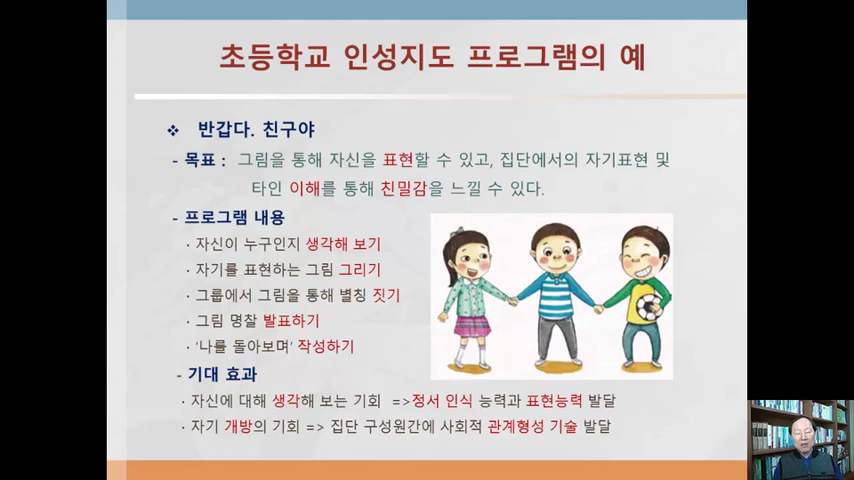 초등학교 인성지도 프로그램의 예
❖ 반갑다. 친구야
- 목표 : 그림을 통해 자신을 표현할 수 있고, 집단에서의 자기표현 및
타인 이해를 통해 친밀감을 느낄 수 있다.
- 프로그램 내용
· 자신이 누구인지 생각해 보기
· 자기를 표현하는 그림 그리기
· 그룹에서 그림을 통해 별칭 짓기
· 그림 명찰 발표하기
· '나를 돌아보며' 작성하기
- 기대 효과
· 자신에 대해 생각해 보는 기회 =>정서 인식 능력과 표현능력 발달
· 자기 개방의 기회 => 집단 구성원간에 사회적 관계형성 기술 발달